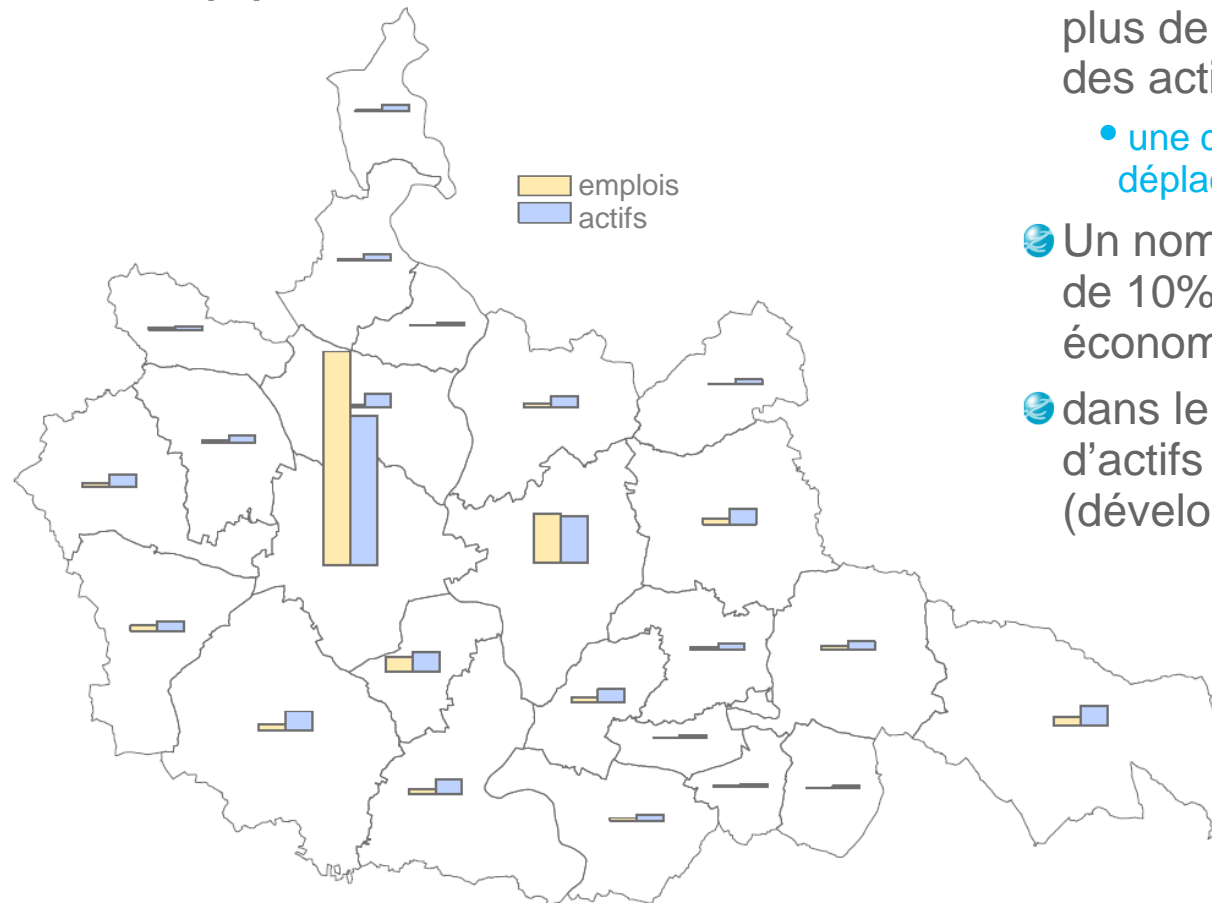 emplois
actifs
plus de
des acti
• une c
déplac
Un nom
de 10%
économ
dans le
d'actifs
(dévelo